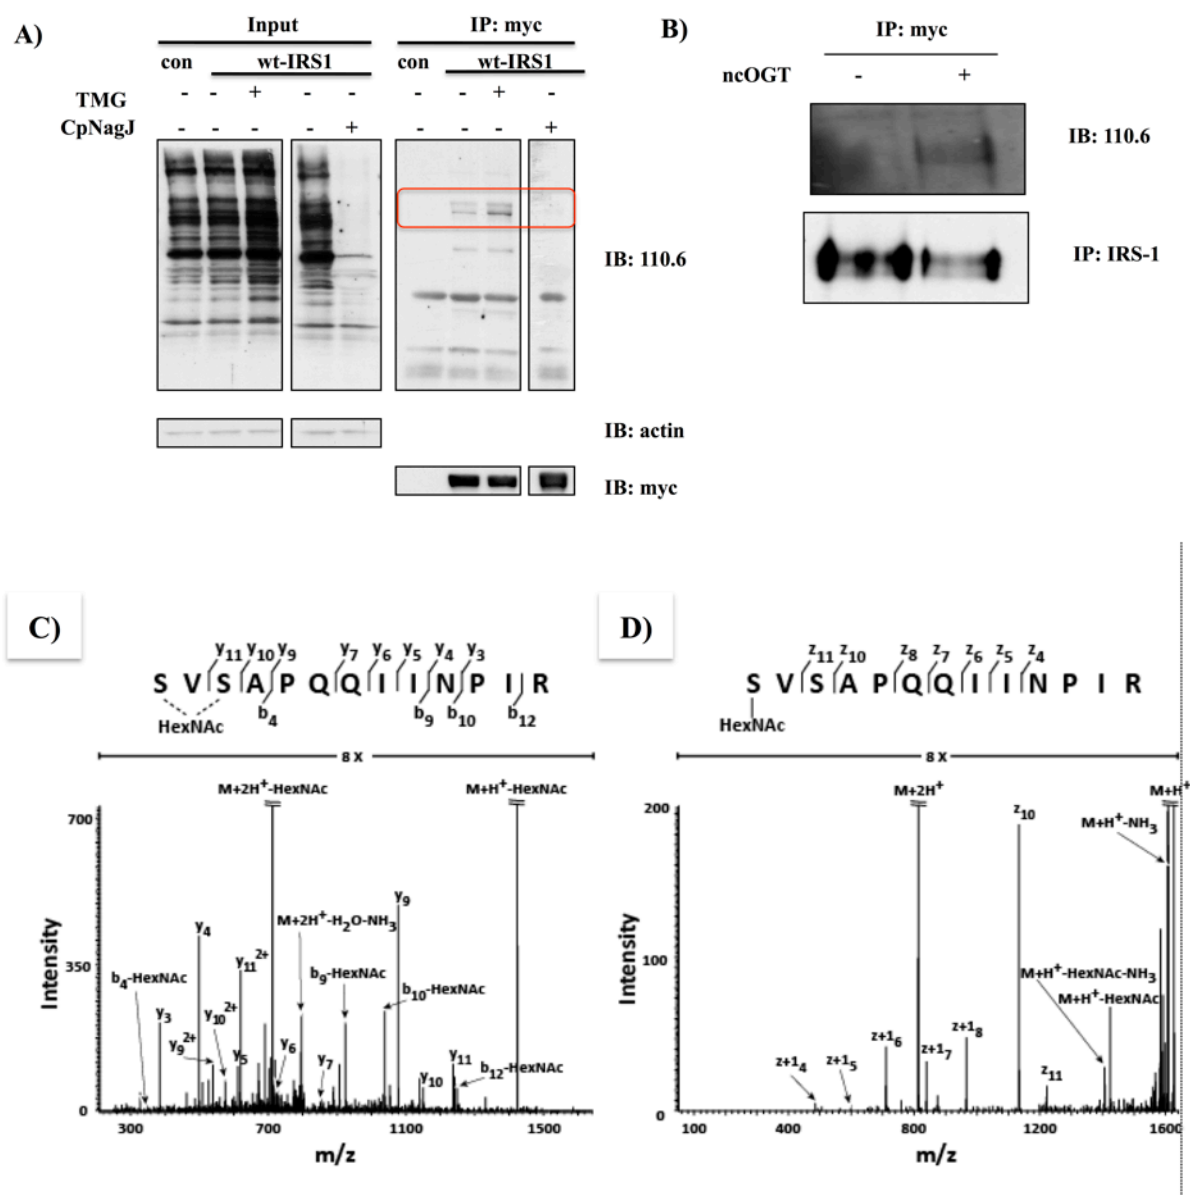 A)
Input
IP: myc
con
wt-IRS1
con
wt-IRS1
TMG
- - + - - - - + -
CpNagJ
- - - - + - - - +
IB: 110.6
IB: actin
IB: myc
B)
IP: myc
ncOGT - +
IB: 110.6
IP: IRS-1
C)
y11 y10 y9 y7 y6 y5 y4 y3
S V S A P Q Q I I N P I R
b4 b9 b10 b12
HexNAc
8 X
M+2H+-HexNAc
M+H+-HexNAc
700
y9
M+2H+-H2O-NH3
y4
y11 2+
350
b4-HexNAc
b9-HexNAc
b10-HexNAc
y3
y10 2+
y9 2+
y5
y6
y7
y10
y11
b12-HexNAc
0
300 700 1100 1500
Intensity
m/z
D)
z11 z10 z8 z7 z6 z5 z4
S V S A P Q Q I I N P I R
HexNAc
8 X
M+2H+
M+H+
200
z10
M+H+-NH3
100
M+H+-HexNAc-NH3
M+H+-HexNAc
z+14
z+15
z+16
z+17
z+18
z11
0
100 400 800 1200 1600
Intensity
m/z